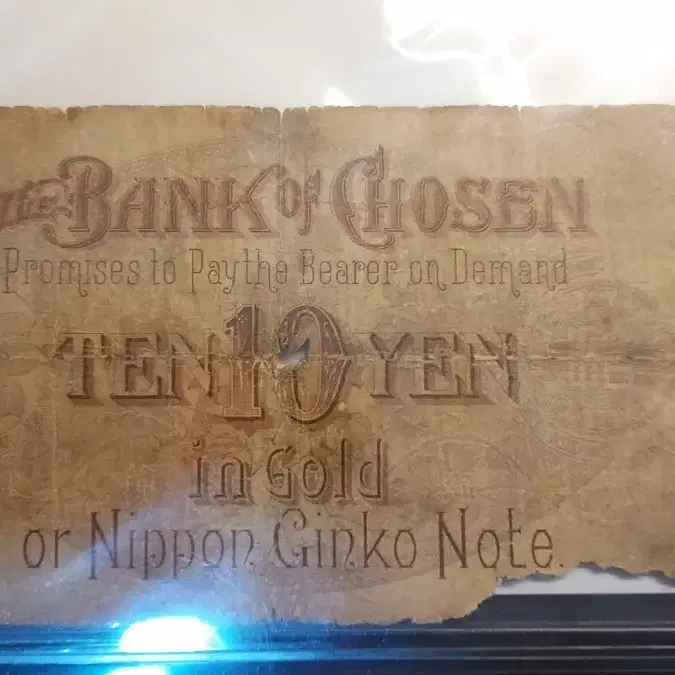 The BANK of CHOSEN
Promises to Pay the Bearer on Demand
TEN 10 YEN
in Gold
or Nippon Ginko Note.